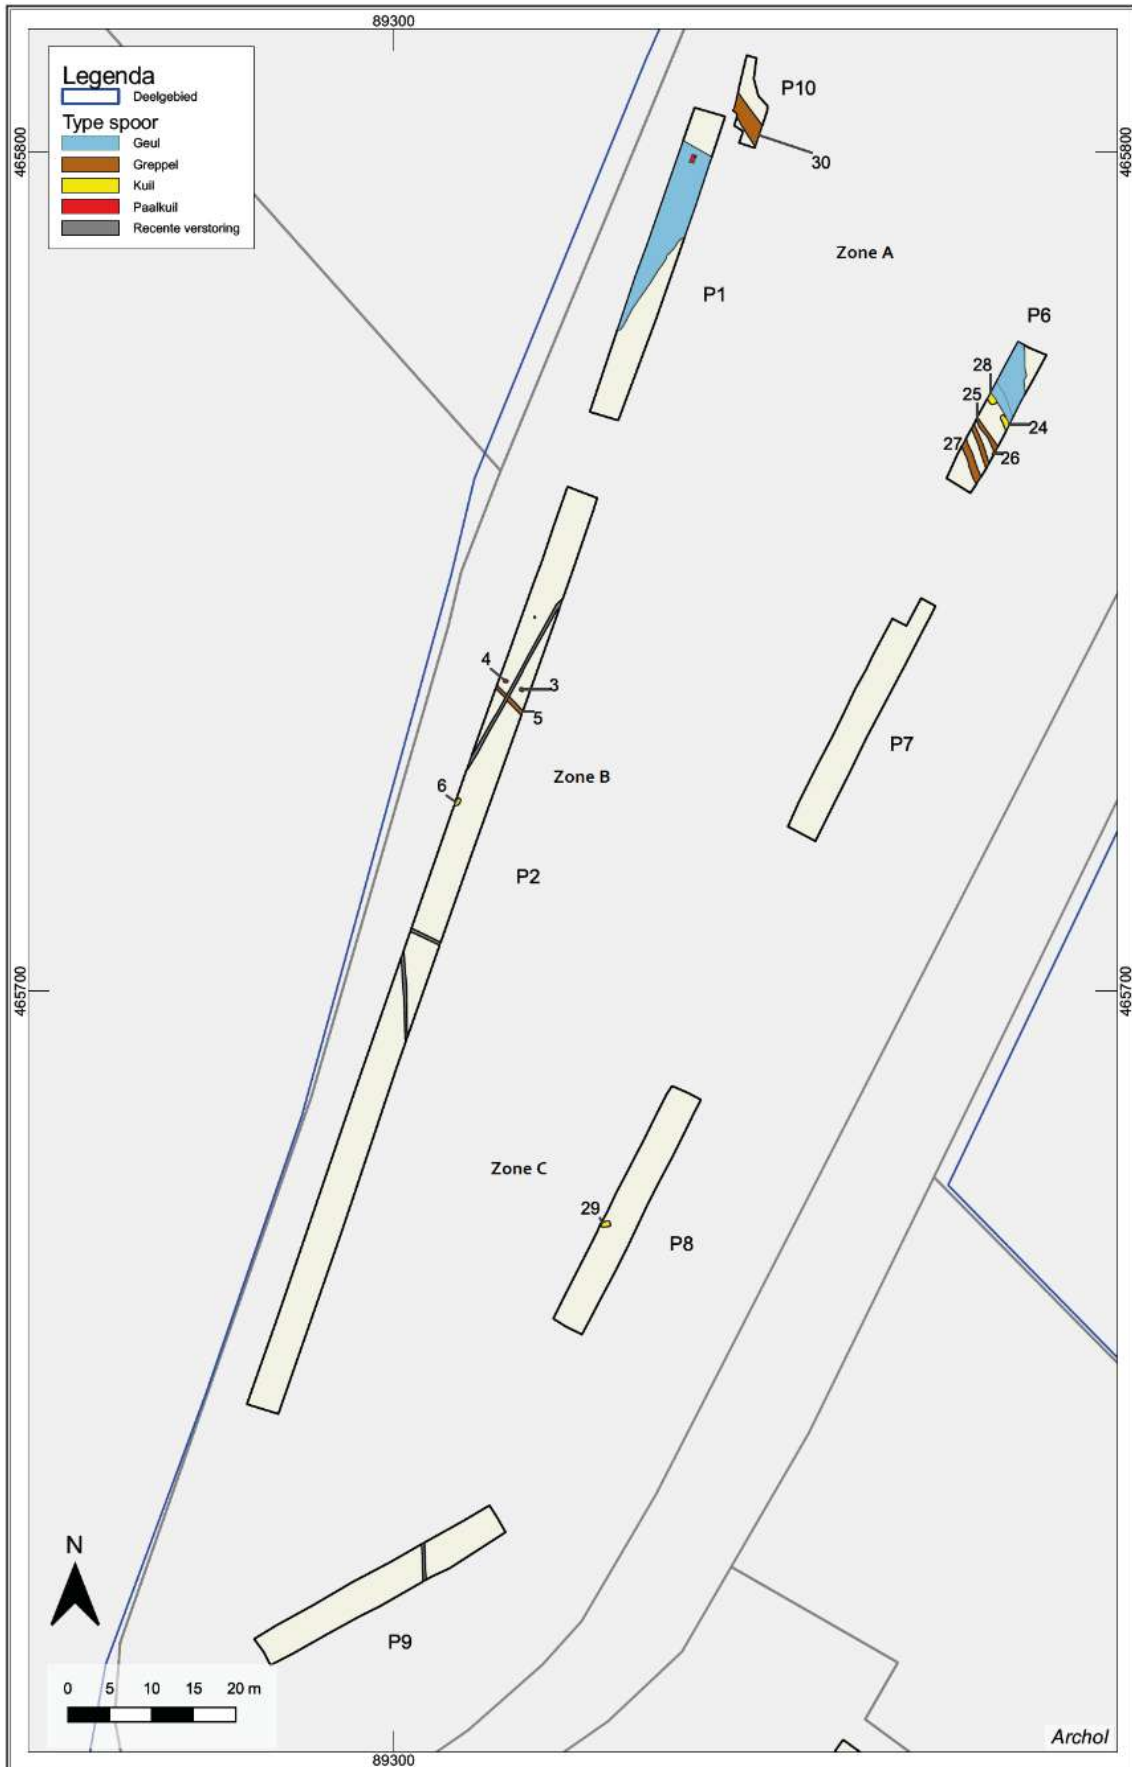 89300
Legenda
Deelgebied
Type spoor
Geul
Greppel
Kuil
Paalkuil
Recente verstoring
P10
465800
465800
30
Zone A
P1
P6
28
25
24
27
26
4
3
5
P7
Zone B
6
P2
465700
465700
Zone C
29
P8
N
P9
0 5 10 15 20 m
Archol
89300